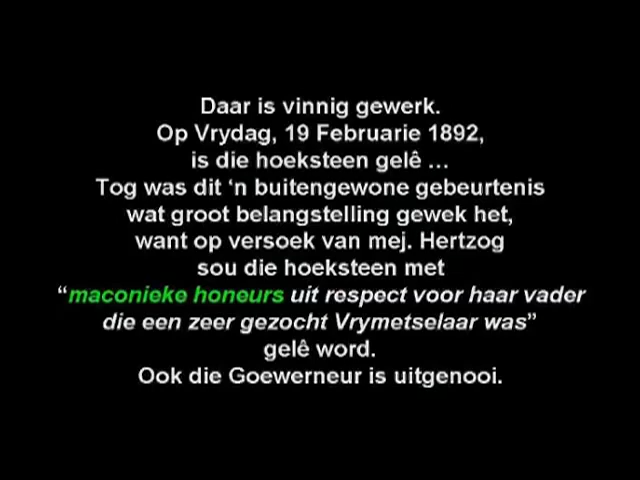 Daar is vinnig gewerk.
Op Vrydag, 19 Februarie 1892,
is die hoeksteen gelê ...
Tog was dit ‘n buitengewone gebeurtenis
wat groot belangstelling gewek het,
want op versoek van mej. Hertzog
sou die hoeksteen met
“maconieke honeurs uit respect voor haar vader
die een zeer gezocht Vrymetselaar was”
gelê word.
Ook die Goewerneur is uitgenooi.